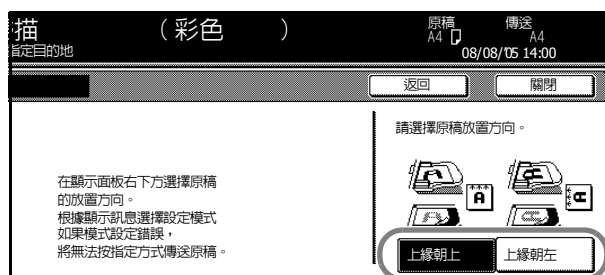 描 (彩色 )
指定目的地
原稿 傳送
A4 A4
08/08/'05 14:00
返回 關閉
請選擇原稿放置方向。
在顯示面板右下方選擇原稿
的放置方向。
根據顯示訊息選擇設定模式
如果模式設定錯誤,
將無法按指定方式傳送原稿。
上緣朝上 上緣朝左